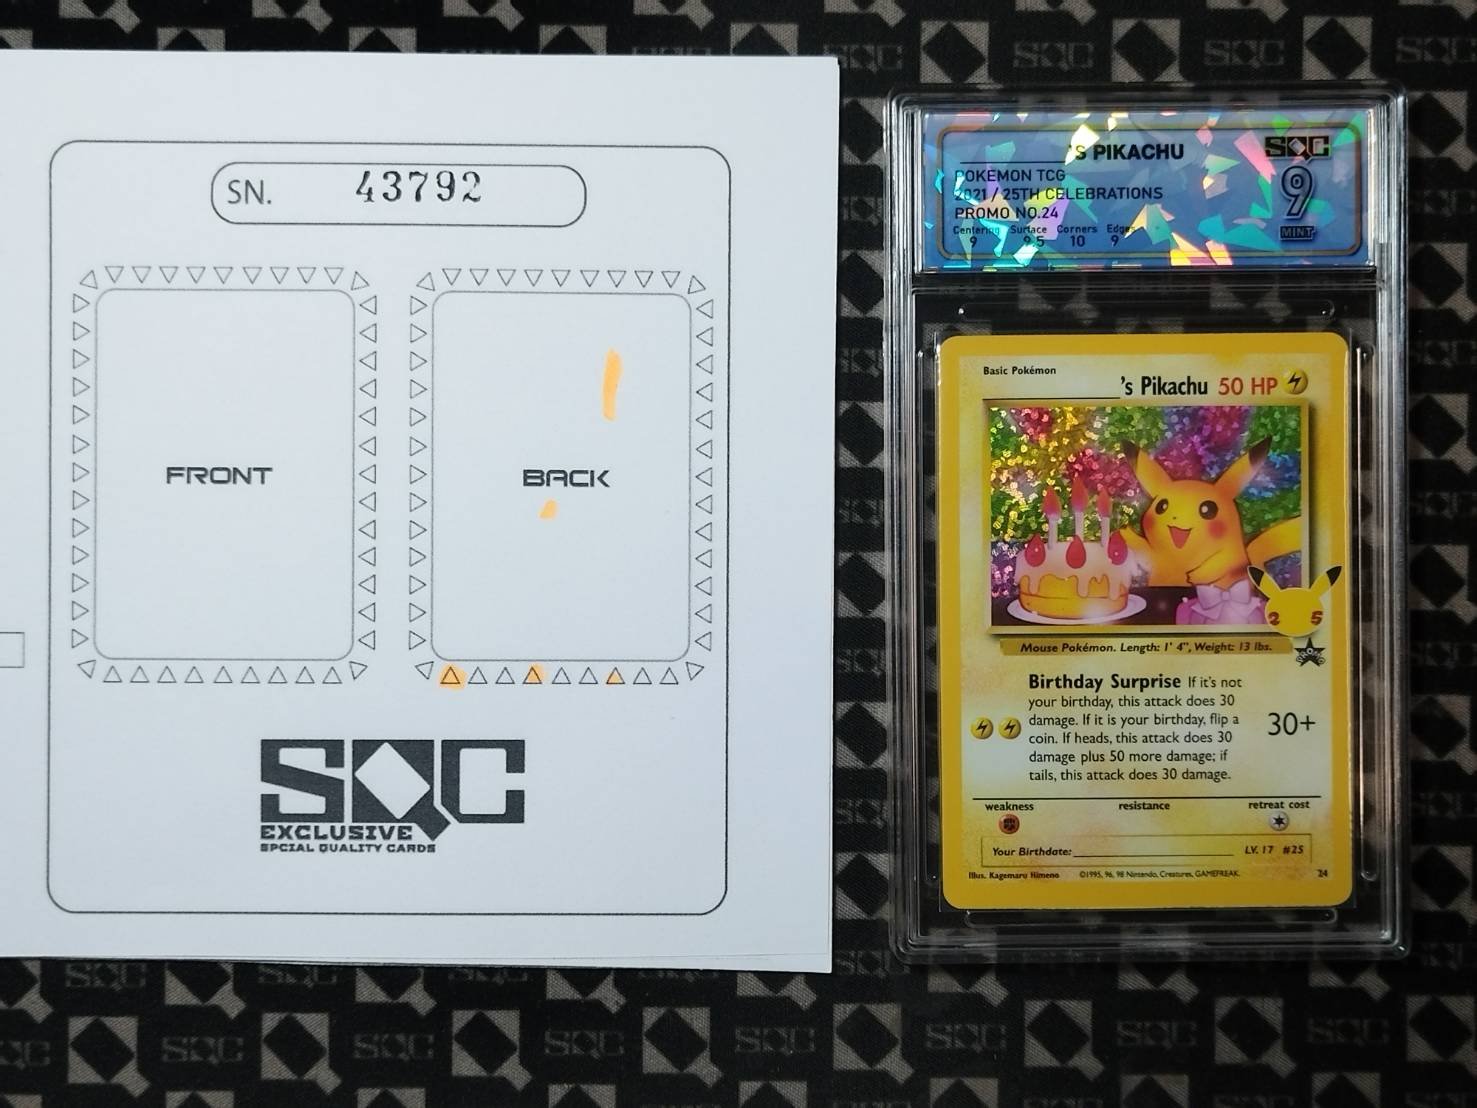 SN. 43792
FRONT
BACK
SQC
EXCLUSIVE
SPCIAL QUALITY CARDS
'S PIKACHU
SQC
POKEMON TCG
2021 / 25TH CELEBRATIONS
PROMO NO.24
9
MINT
Centering Surface Corners Edges
9 9.5 10 9
Basic Pokémon
's Pikachu 50 HP
25
PROMO
Mouse Pokémon. Length: 1' 4", Weight: 13 lbs.
Birthday Surprise If it's not
your birthday, this attack does 30
damage. If it is your birthday, flip a
coin. If heads, this attack does 30
damage plus 50 more damage; if
tails, this attack does 30 damage.
30+
weakness resistance retreat cost
Your Birthdate: LV. 17 #25
Illus. Kagemaru Himeno ©1995, 96, 98 Nintendo, Creatures, GAMEFREAK. 24